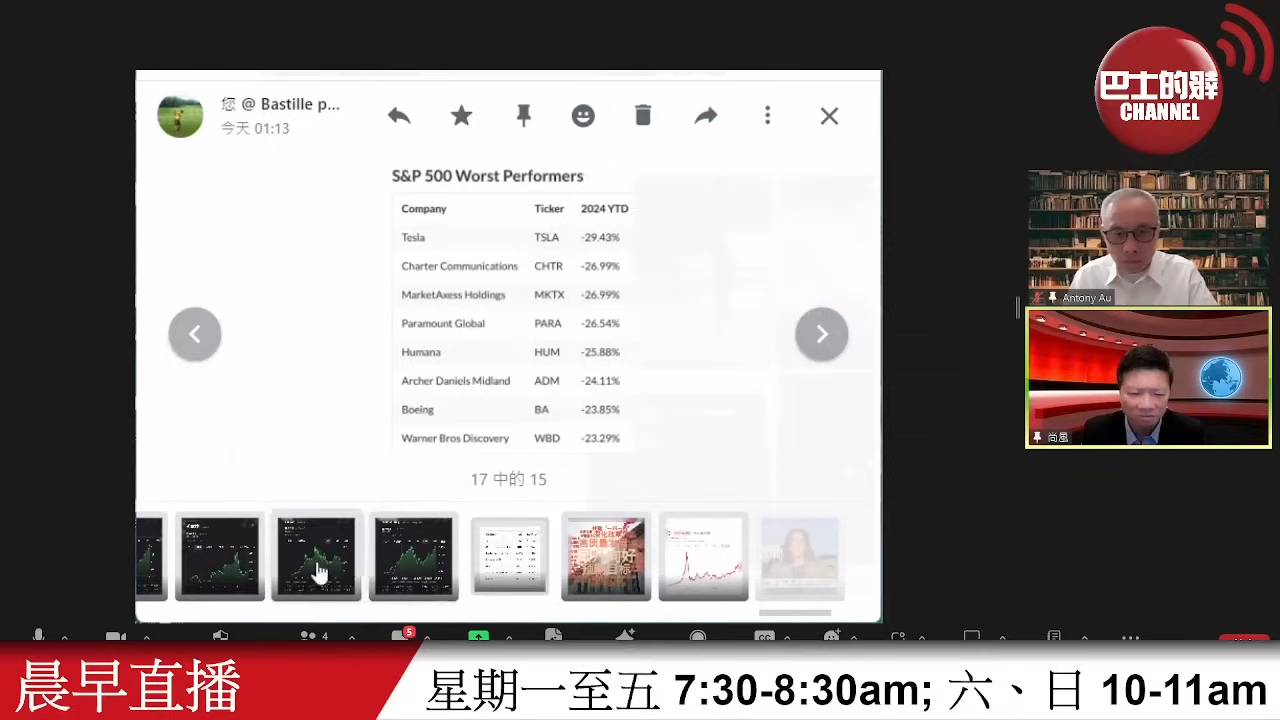 巴士的報
CHANNEL
您 @ Bastille p...
今天 01:13
S&P 500 Worst Performers
Company Ticker 2024 YTD
Tesla TSLA -29.43%
Charter Communications CHTR -26.99%
MarketAxess Holdings MKTX -26.99%
Paramount Global PARA -26.54%
Humana HUM -25.88%
Archer Daniels Midland ADM -24.11%
Boeing BA -23.85%
Warner Bros Discovery WBD -23.29%
17 中的 15
Antony Au
尚風
4
5
晨早直播
星期一至五 7:30-8:30am; 六、日 10-11am